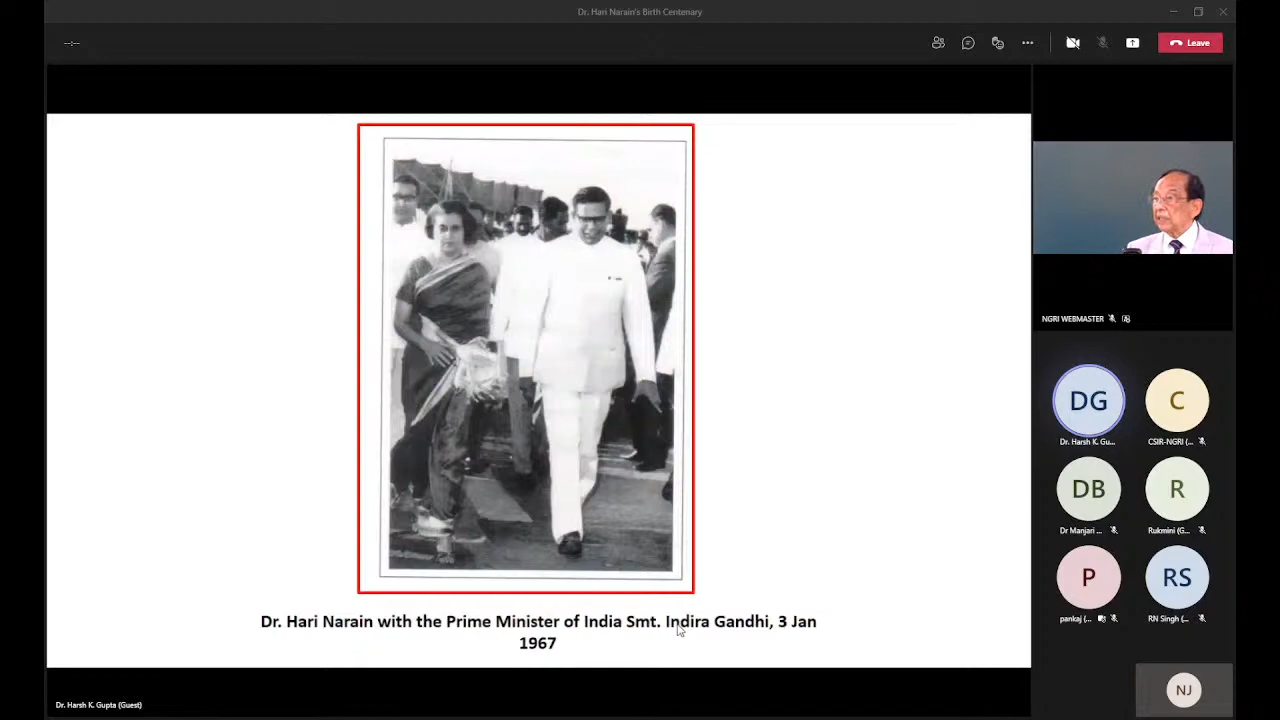 Dr. Hari Narain's Birth Centenary
Leave
NGRI WEBMASTER
DG
C
Dr. Harsh K. Gu...
CSIR-NGRI (...
DB
R
Dr Manjari ...
Rukmini (G...
P
RS
pankaj (...
RN Singh (...
Dr. Hari Narain with the Prime Minister of India Smt. Indira Gandhi, 3 Jan
1967
NJ
Dr. Harsh K. Gupta (Guest)